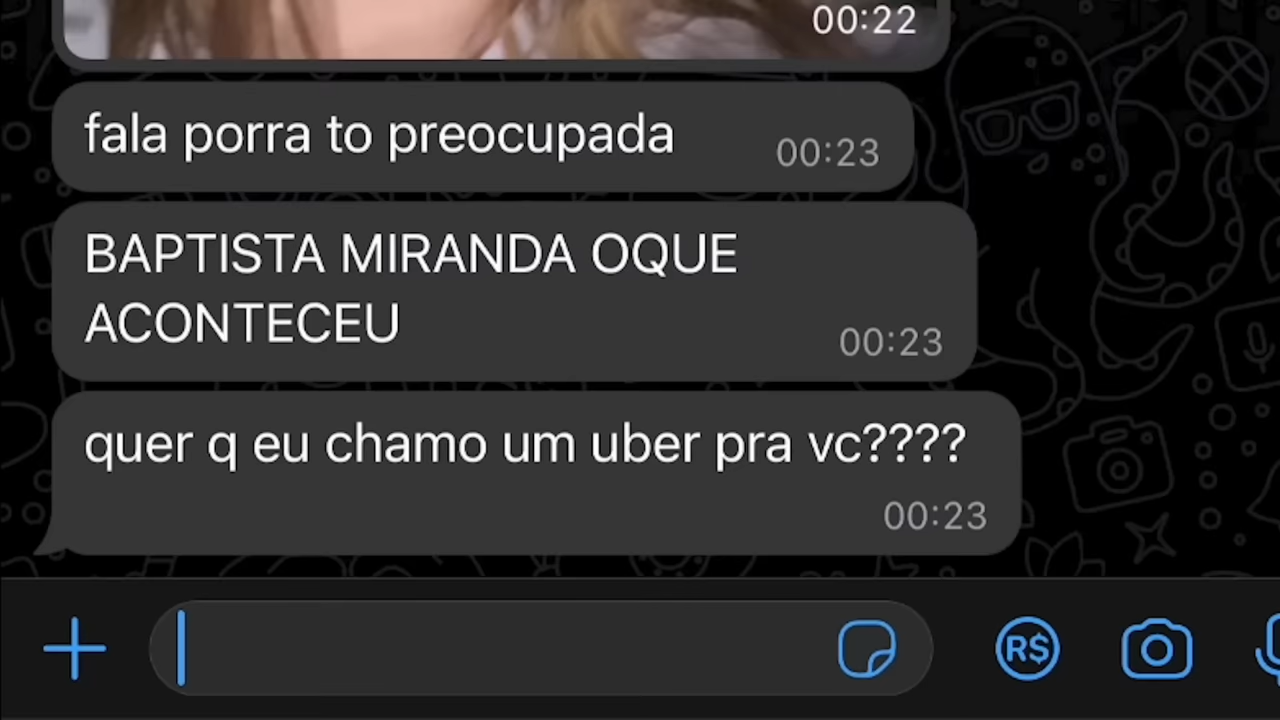 00:22
fala porra to preocupada
00:23
BAPTISTA MIRANDA OQUE
ACONTECEU
00:23
quer q eu chamo um uber pra vc????
00:23
R$